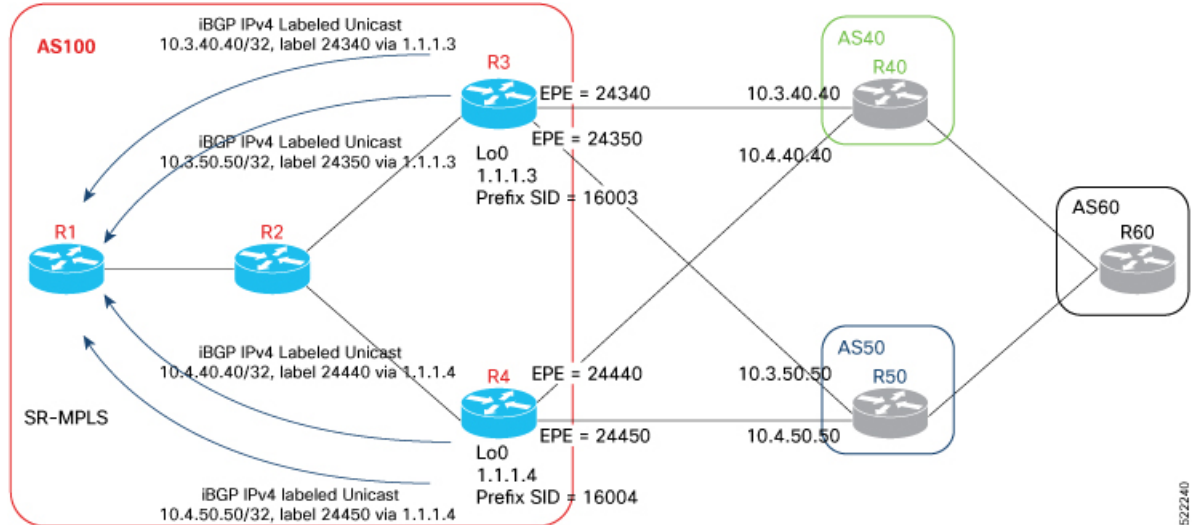 iBGP IPv4 Labeled Unicast
10.3.40.40/32, label 24340 via 1.1.1.3
AS100
R3
AS40
R40
EPE = 24340
10.3.40.40
iBGP IPv4 Labeled Unicast
10.3.50.50/32, label 24350 via 1.1.1.3
EPE = 24350
Lo0
1.1.1.3
Prefix SID = 16003
10.4.40.40
AS60
R60
R1
R2
iBGP IPv4 Labeled Unicast
10.4.40.40/32, label 24440 via 1.1.1.4
R4
EPE = 24440
10.3.50.50
AS50
R50
SR-MPLS
EPE = 24450
10.4.50.50
Lo0
1.1.1.4
Prefix SID = 16004
iBGP IPv4 labeled Unicast
10.4.50.50/32, label 24450 via 1.1.1.4
522240